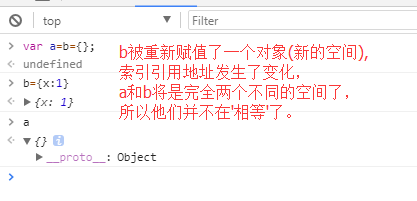 top
Filter
var a=b={};
undefined
b={x:1}
{x: 1}
a
{}
__proto__: Object
b被重新赋值了一个对象(新的空间),
索引引用地址发生了变化,
a和b将是完全两个不同的空间了,
所以他们并不在'相等'了。